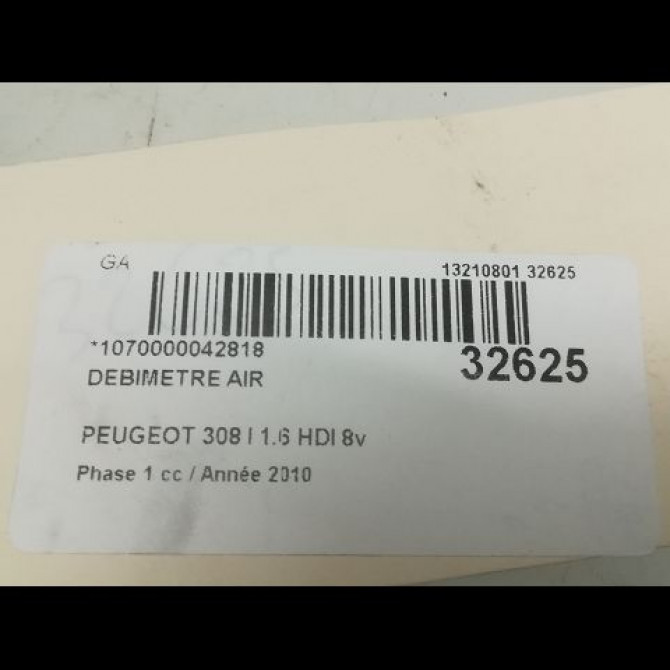 GA
13210801 32625
*1070000042818
32625
DEBIMETRE AIR
PEUGEOT 308 I 1.6 HDI 8v
Phase 1 cc / Année 2010